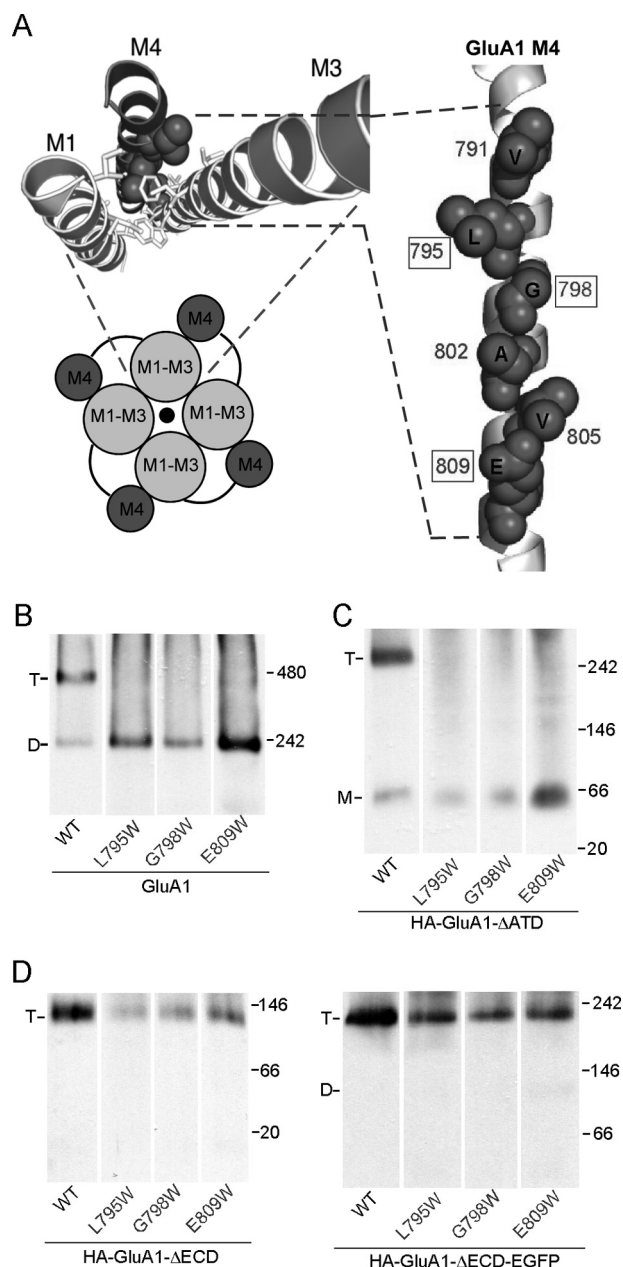 A
M4
M3
M1
GluA1 M4
791
V
L
795
G
798
A
802
V
805
E
809
M4
M4
M1-M3
M1-M3
M1-M3
M1-M3
M4
M4
B
T-
-480
D-
-242
WT
L795W
G798W
E809W
GluA1
C
T-
-242
-146
-66
M-
-20
WT
L795W
G798W
E809W
HA-GluA1-ΔATD
D
T-
-146
-66
-20
WT
L795W
G798W
E809W
HA-GluA1-ΔECD
T-
-242
-146
D-
-66
WT
L795W
G798W
E809W
HA-GluA1-ΔECD-EGFP